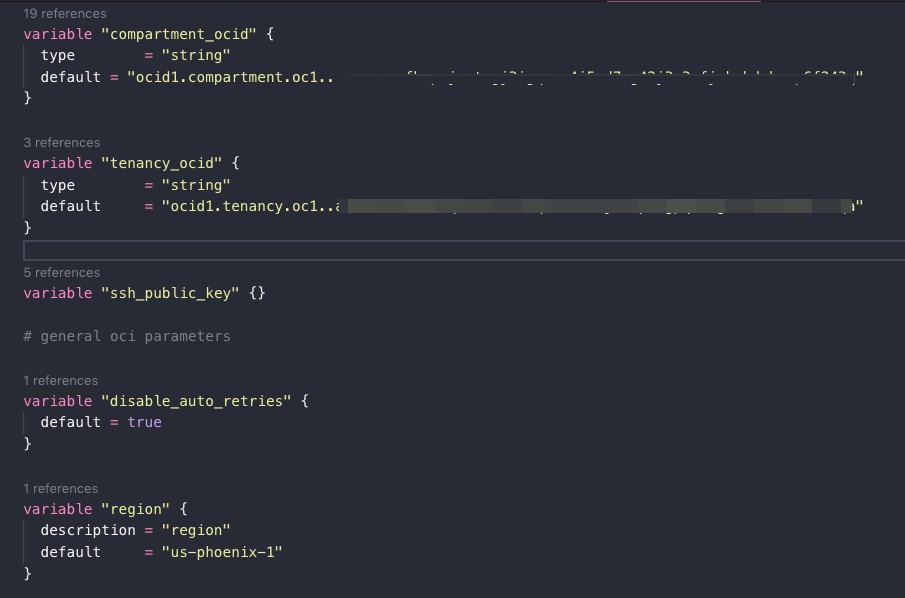 19 references
variable "compartment_ocid" {
type = "string"
default = "ocid1.compartment.oc1..
}
3 references
variable "tenancy_ocid" {
type = "string"
default = "ocid1.tenancy.oc1..a
}
5 references
variable "ssh_public_key" {}
# general oci parameters
1 references
variable "disable_auto_retries" {
default = true
}
1 references
variable "region" {
description = "region"
default = "us-phoenix-1"
}